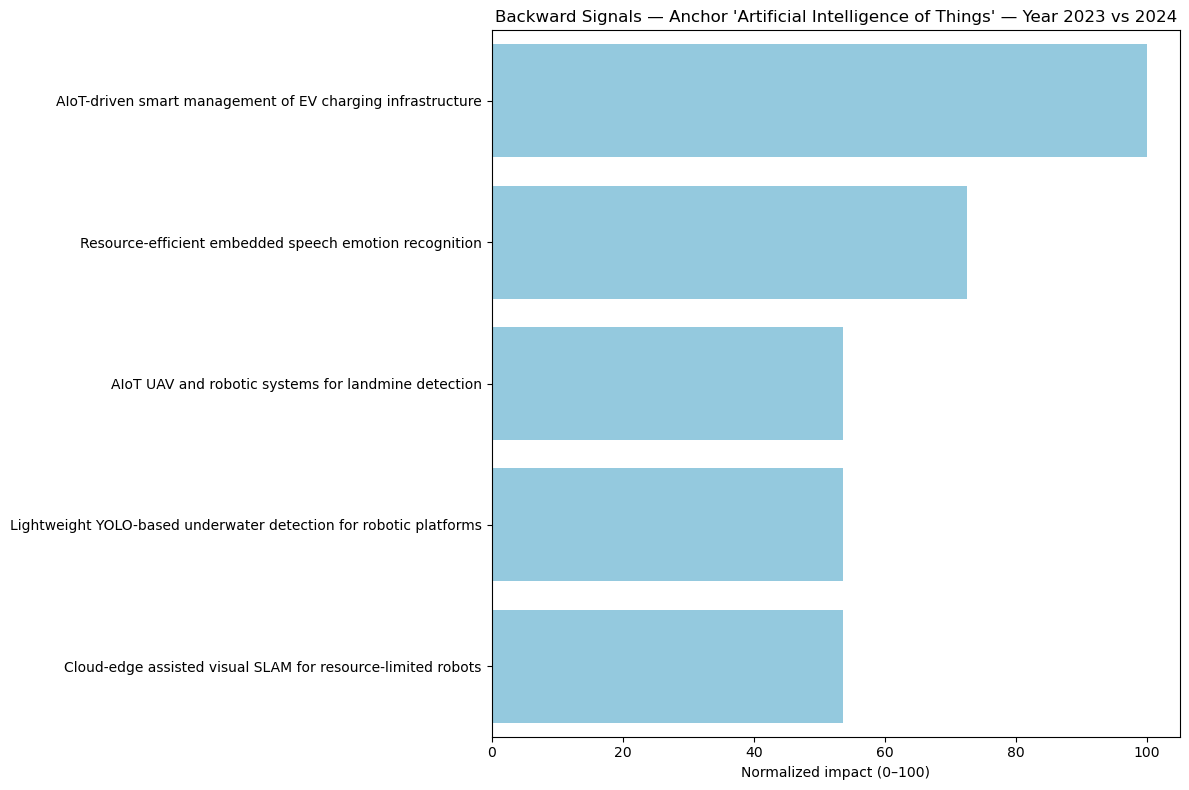 Backward Signals — Anchor 'Artificial Intelligence of Things' — Year 2023 vs 2024
AIoT-driven smart management of EV charging infrastructure
Resource-efficient embedded speech emotion recognition
AIoT UAV and robotic systems for landmine detection
Lightweight YOLO-based underwater detection for robotic platforms
Cloud-edge assisted visual SLAM for resource-limited robots
0 20 40 60 80 100
Normalized impact (0–100)